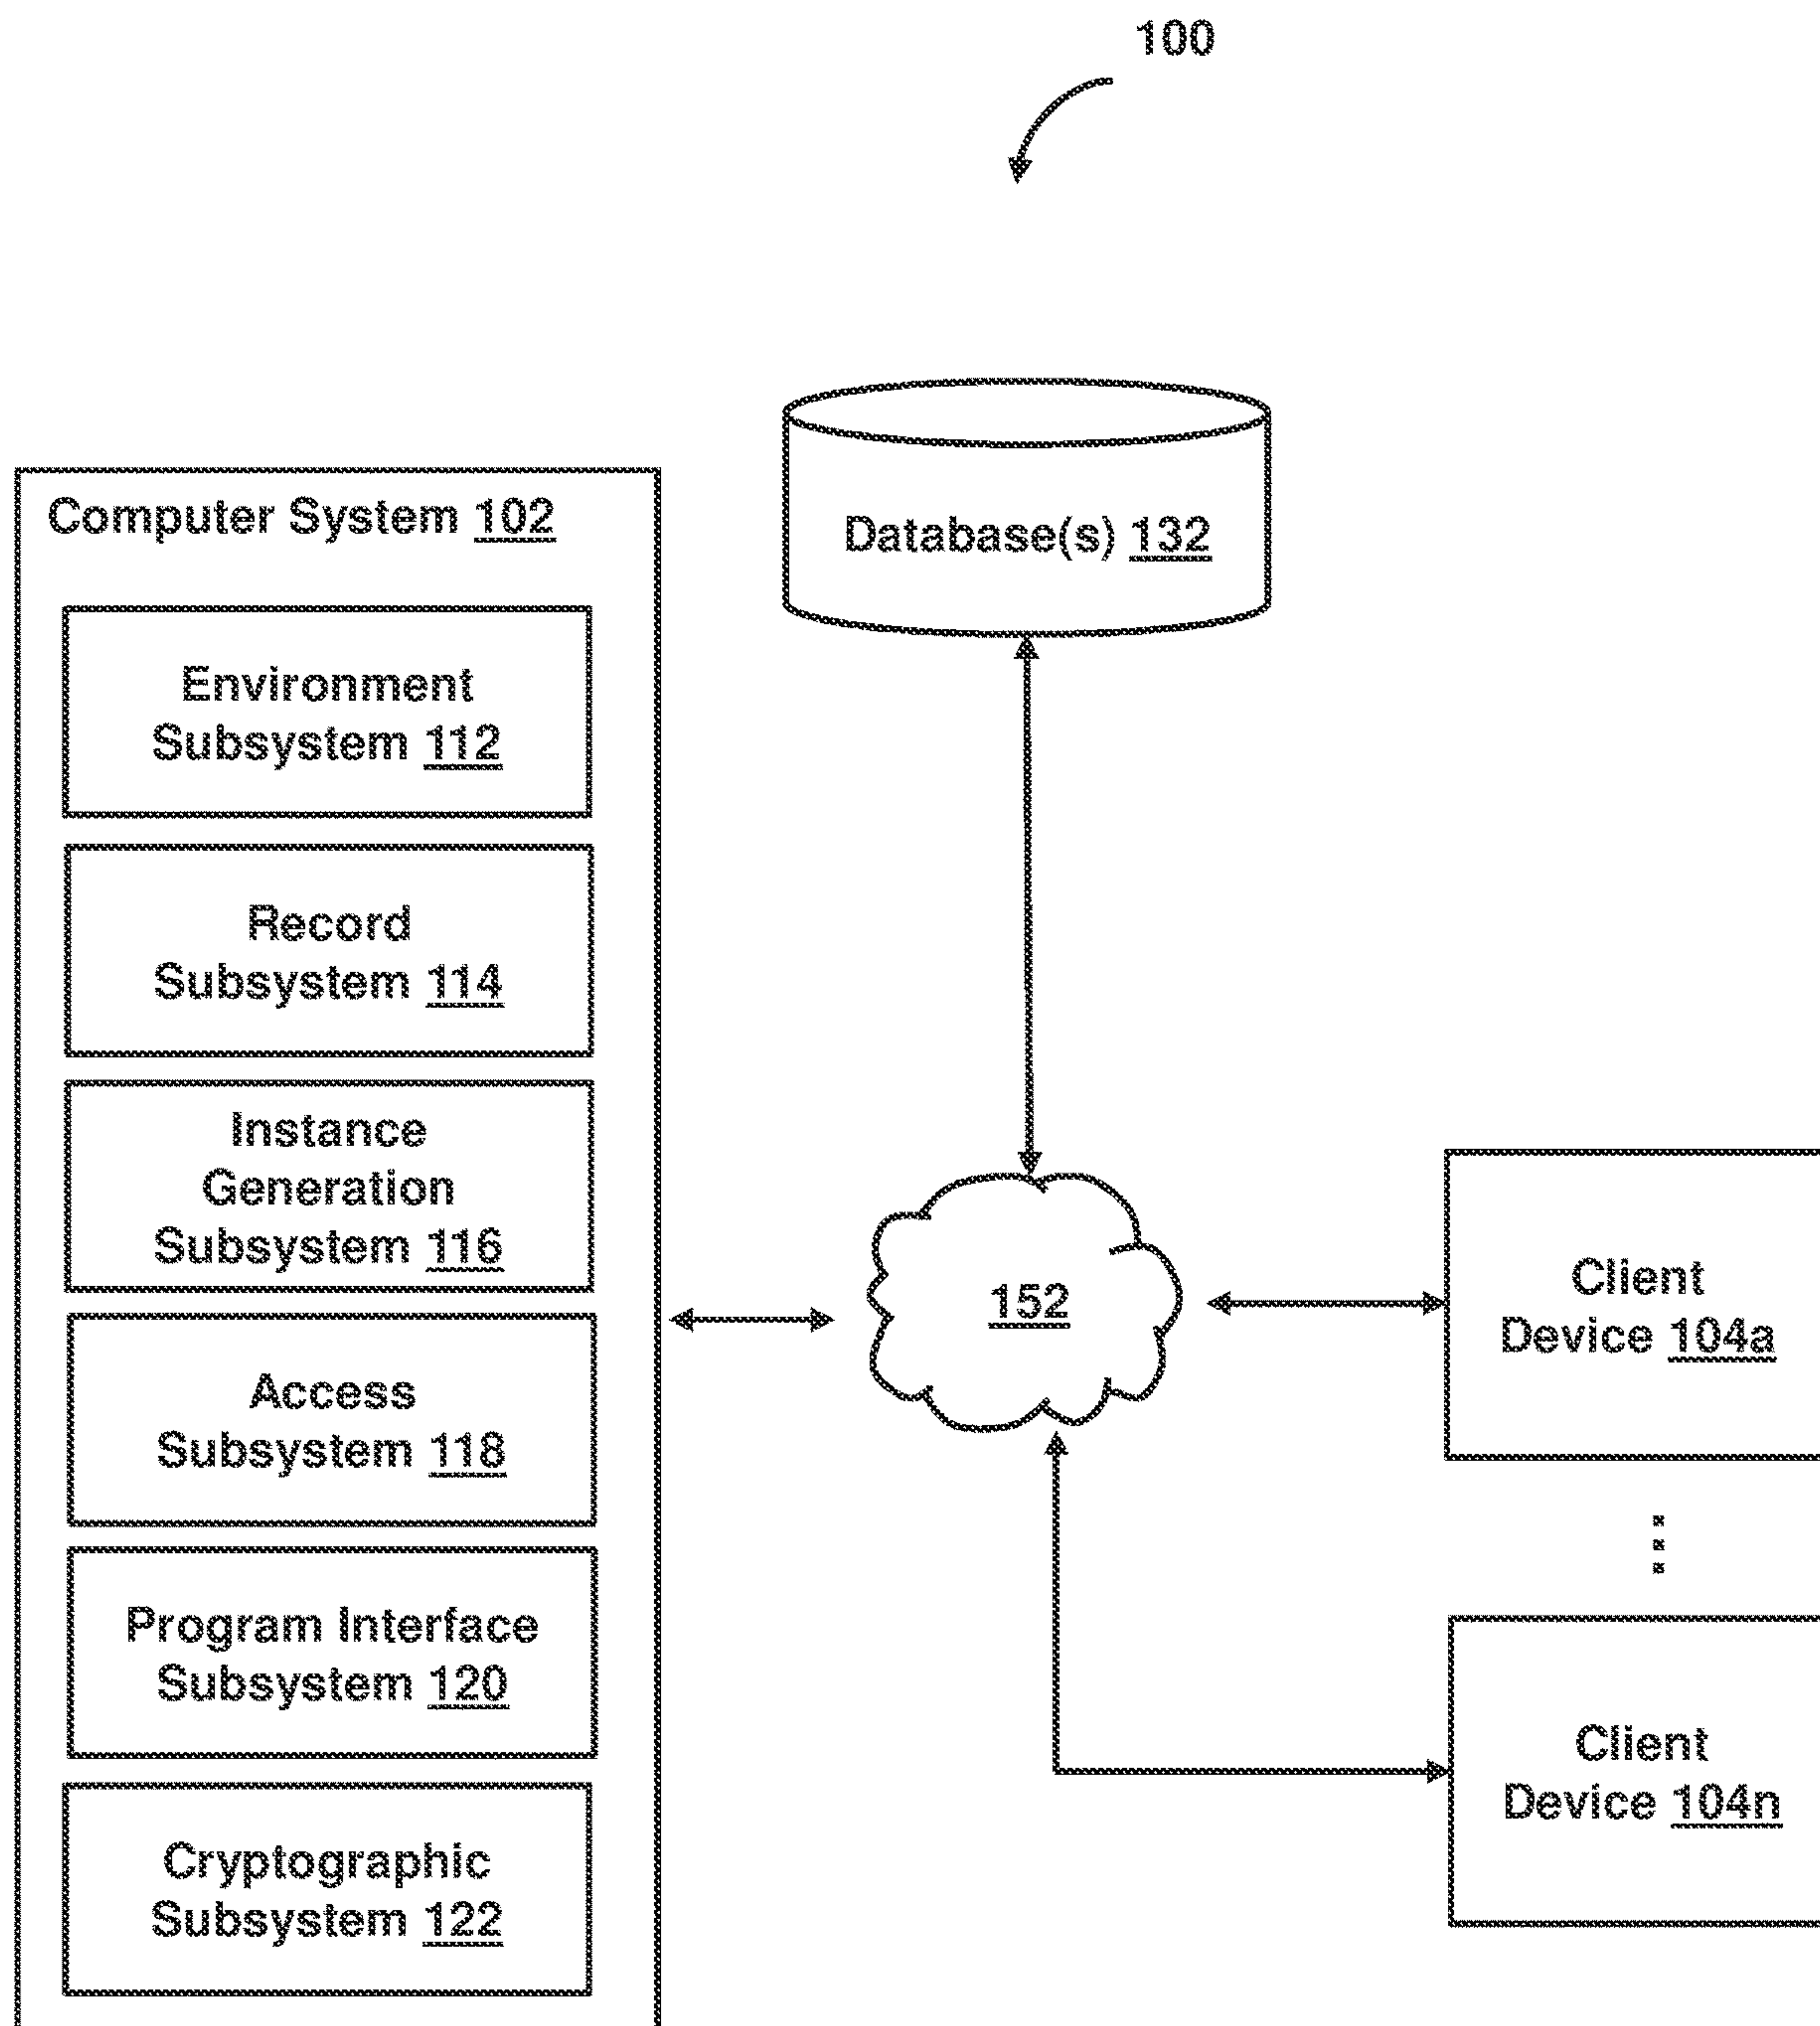 100
Database(s) 132
Computer System 102
Environment
Subsystem 112
Record
Subsystem 114
Instance
Generation
Subsystem 116
Access
Subsystem 118
Program Interface
Subsystem 120
Cryptographic
Subsystem 122
152
Client
Device 104a
Client
Device 104n